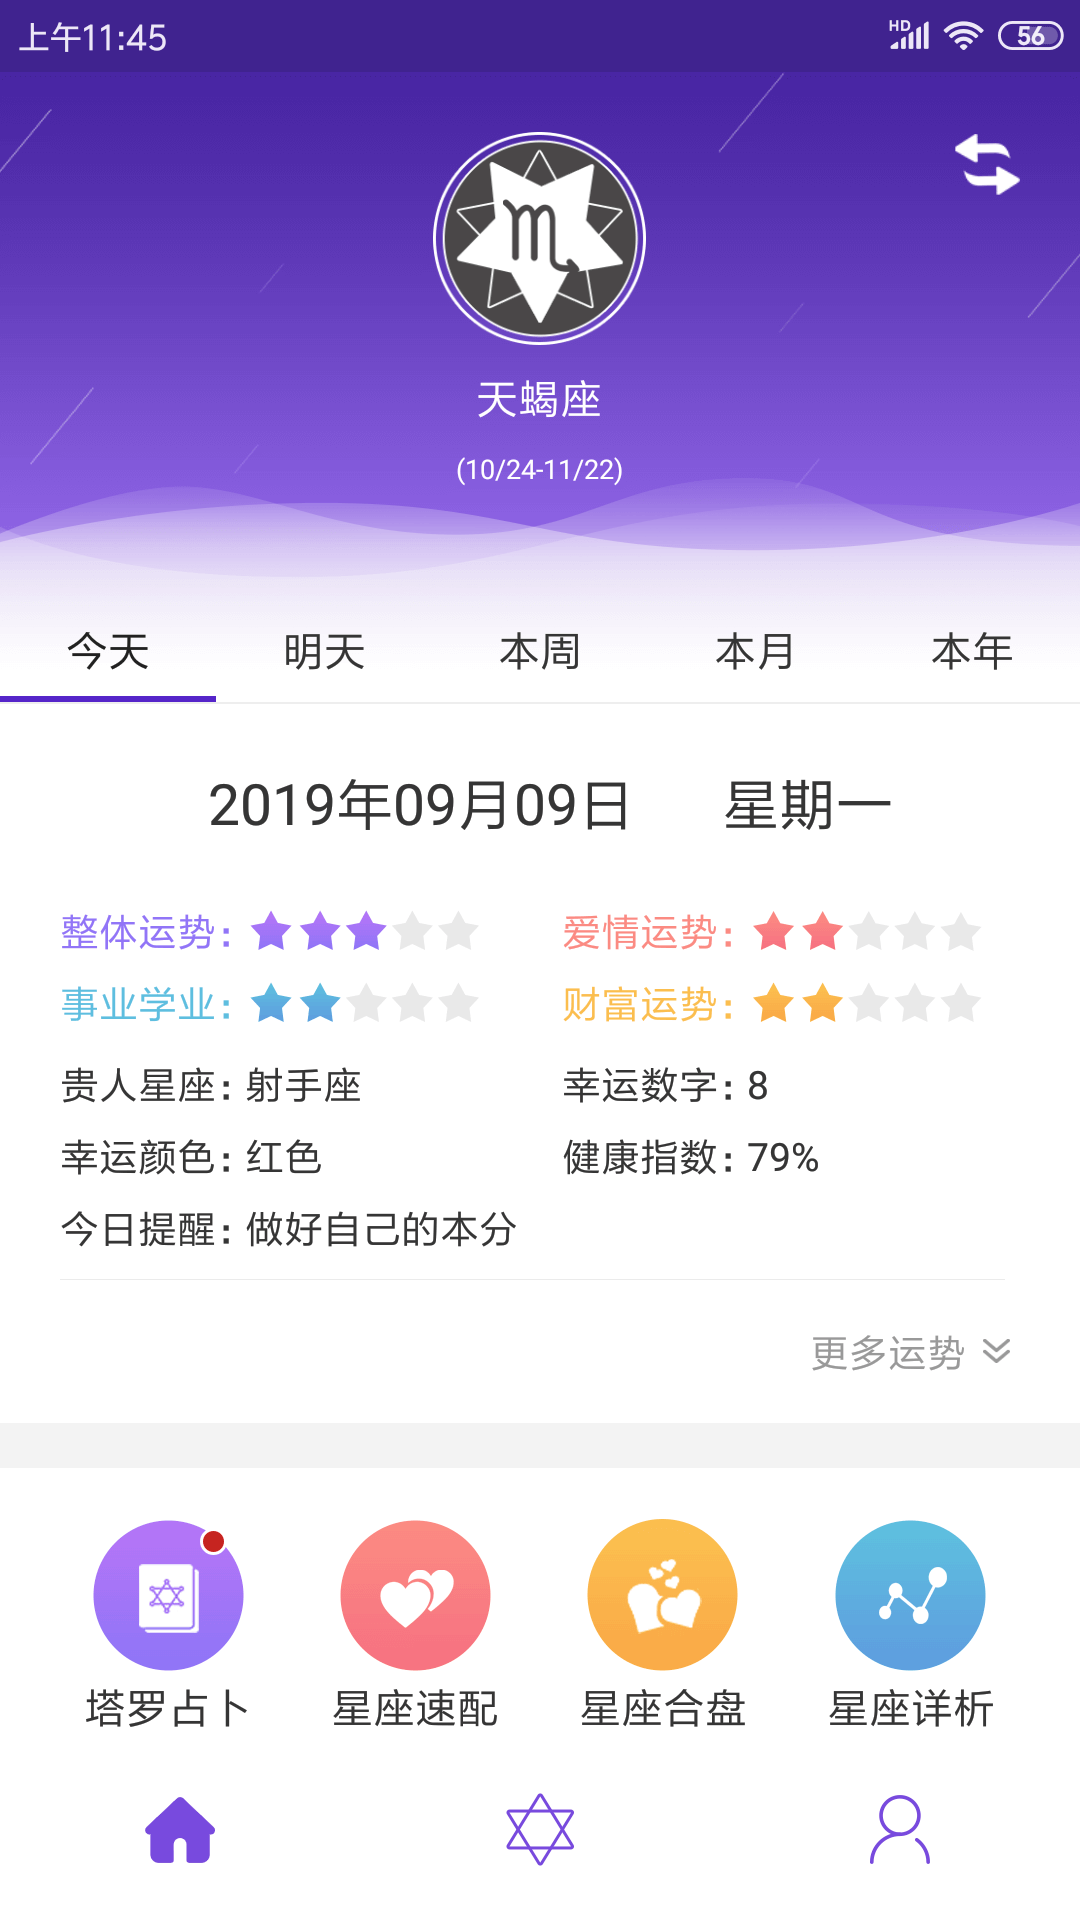 上午11:45 HD 56
天蝎座
(10/24-11/22)
今天 明天 本周 本月 本年
2019年09月09日 星期一
整体运势: 爱情运势:
事业学业: 财富运势:
贵人星座: 射手座 幸运数字: 8
幸运颜色: 红色 健康指数: 79%
今日提醒: 做好自己的本分
更多运势
塔罗占卜 星座速配 星座合盘 星座详析